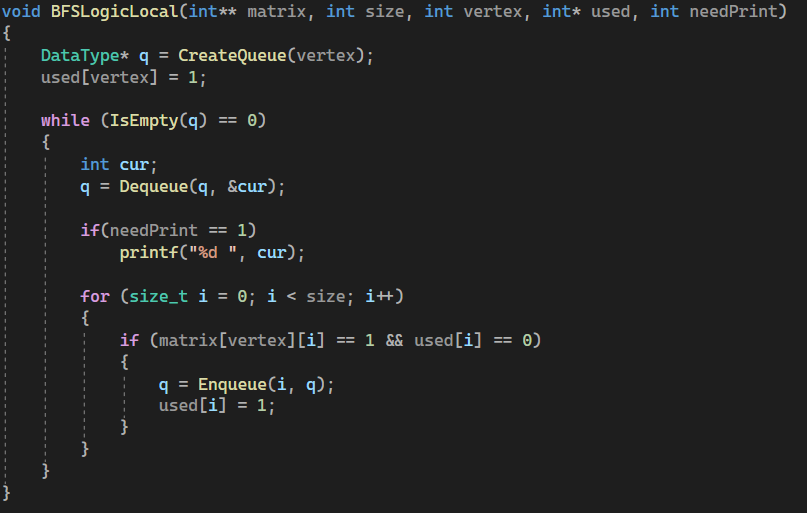 void BFSLogicLocal(int** matrix, int size, int vertex, int* used, int needPrint)
{
    DataType* q = CreateQueue(vertex);
    used[vertex] = 1;
    while (IsEmpty(q) == 0)
    {
        int cur;
        q = Dequeue(q, &cur);
        if(needPrint == 1)
            printf("%d ", cur);
        for (size_t i = 0; i < size; i++)
        {
            if (matrix[vertex][i] == 1 && used[i] == 0)
            {
                q = Enqueue(i, q);
                used[i] = 1;
            }
        }
    }
}